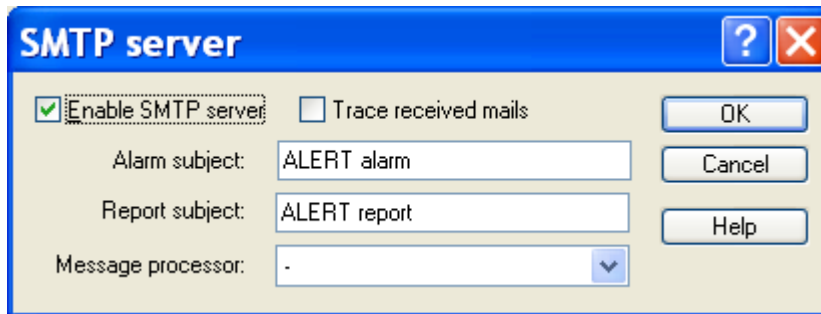 SMTP server
Enable SMTP server Trace received mails OK
Alarm subject: ALERT alarm Cancel
Report subject: ALERT report Help
Message processor: -